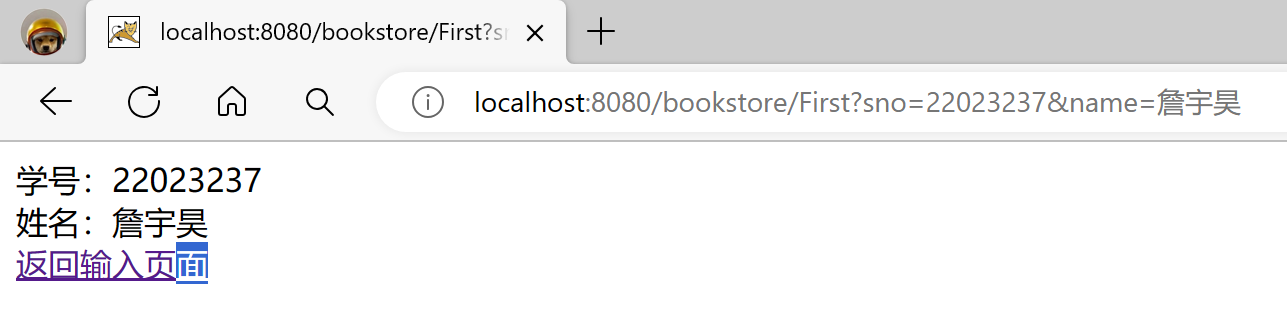 localhost:8080/bookstore/First?sn
localhost:8080/bookstore/First?sno=22023237&name=詹宇昊
学号：22023237
姓名：詹宇昊
返回输入页面